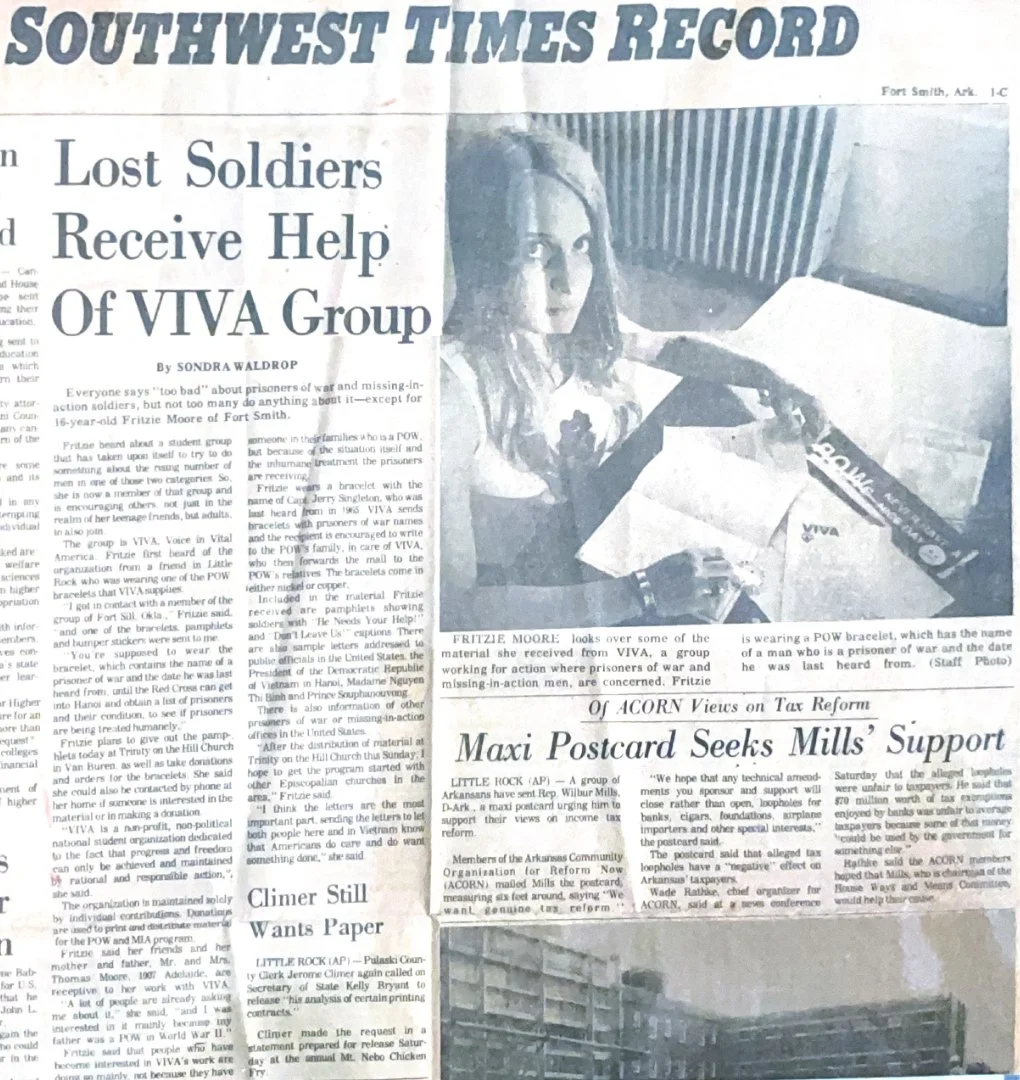 SOUTHWEST TIMES RECORD
Fort Smith, Ark. 1-C
Lost Soldiers
Receive Help
Of VIVA Group
By SONDRA WALDROP
Everyone says "too bad" about prisoners of war and missing-in-
action soldiers, but not too many do anything about it—except for
16-year-old Fritzie Moore of Fort Smith.
Fritzie heard about a student group
that has taken upon itself to try to do
something about the rising number of
men in one of those two categories. So,
she is now a member of that group and
is encouraging others, not just in the
realm of her teenage friends, but adults,
to also join.
The group is VIVA, Voice in Vital
America. Fritzie first heard of the
organization from a friend in Little
Rock who was wearing one of the POW
bracelets that VIVA supplies.
"I got in contact with a member of the
group of Fort Sill, Okla.," Fritzie said,
"and one of the bracelets, pamphlets
and bumper stickers were sent to me.
"You're supposed to wear the
bracelet, which contains the name of a
prisoner of war and the date he was last
heard from, until the Red Cross can get
into Hanoi and obtain a list of prisoners
and their condition, to see if prisoners
are being treated humanely."
Fritzie plans to give out the pamp-
hlets today at Trinity on the Hill Church
in Van Buren, as well as take donations
and orders for the bracelets. She said
she could also be contacted by phone at
her home if someone is interested in the
material or in making a donation.
"VIVA is a non-profit, non-political
national student organization dedicated
to the fact that progress and freedom
can only be achieved and maintained
by rational and responsible action,",
she said.
The organization is maintained solely
by individual contributions. Donations
are used to print and distribute material
for the POW and MIA program.
Fritzie said her friends and her
mother and father, Mr. and Mrs.
Thomas Moore, 1907 Adelaide, are
receptive to her work with VIVA.
"A lot of people are already asking
me about it," she said, "and I was
interested in it mainly because my
father was a POW in World War II."
Fritzie said that people who have
become interested in VIVA's work are
doing so mainly, not because they have
someone in their families who is a POW,
but because of the situation itself and
the inhumane treatment the prisoners
are receiving.
Fritzie wears a bracelet with the
name of Capt. Jerry Singleton, who was
last heard from in 1965. VIVA sends
bracelets with prisoners of war names
and the recipient is encouraged to write
to the POW's family, in care of VIVA,
who then forwards the mail to the
POW's relatives. The bracelets come in
either nickel or copper.
Included in the material Fritzie
received are pamphlets showing
soldiers with "He Needs Your Help!"
and "Don't Leave Us" captions. There
are also sample letters addressed to
public officials in the United States, the
President of the Democratic Republic
of Vietnam in Hanoi, Madame Nguyen
Thi Binh and Prince Souphanouvong.
There is also information of other
prisoners of war or missing-in-action
offices in the United States.
"After the distribution of material at
Trinity on the Hill Church this Sunday, I
hope to get the program started with
other Episcopalian churches in the
area," Fritzie said.
"I think the letters are the most
important part, sending the letters to let
both people here and in Vietnam know
that Americans do care and do want
something done," she said.
Climer Still
Wants Paper
LITTLE ROCK (AP) — Pulaski Coun-
ty Clerk Jerome Climer again called on
Secretary of State Kelly Bryant to
release "his analysis of certain printing
contracts."
Climer made the request in a
statement prepared for release Satur-
day at the annual Mt. Nebo Chicken
Fry.
POWs
NEVER HAVE A
VIVA
FRITZIE MOORE looks over some of the
material she received from VIVA, a group
working for action where prisoners of war and
missing-in-action men, are concerned. Fritzie
is wearing a POW bracelet, which has the name
of a man who is a prisoner of war and the date
he was last heard from. (Staff Photo)
Of ACORN Views on Tax Reform
Maxi Postcard Seeks Mills' Support
LITTLE ROCK (AP) — A group of
Arkansans have sent Rep. Wilbur Mills,
D-Ark., a maxi postcard urging him to
support their views on income tax
reform.
Members of the Arkansas Community
Organization for Reform Now
(ACORN) mailed Mills the postcard,
measuring six feet around, saying "We
want genuine tax reform."
"We hope that any technical amend-
ments you sponsor and support will
close rather than open, loopholes for
banks, cigars, foundations, airplane
importers and other special interests,"
the postcard said.
The postcard said that alleged tax
loopholes have a "negative" effect on
Arkansas' taxpayers.
Wade Rathke, chief organizer for
ACORN, said at a news conference
Saturday that the alleged loopholes
were unfair to taxpayers. He said that
$70 million worth of tax exemptions
enjoyed by banks was unfair to average
taxpayers because some of that money
"could be used by the government for
something else."
Rathke said the ACORN members
hoped that Mills, who is chairman of the
House Ways and Means Committee,
would help their cause.